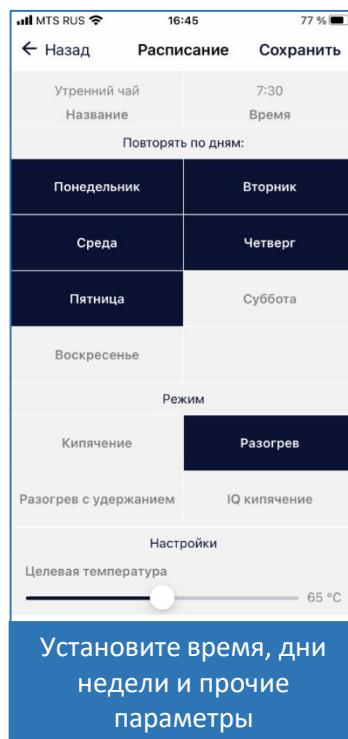 MTS RUS 16:45 77 %
← Назад Расписание Сохранить
Утренний чай 7:30
Название Время
Повторять по дням:
Понедельник Вторник
Среда Четверг
Пятница Суббота
Воскресенье
Режим
Кипячение Разогрев
Разогрев с удержанием IQ кипячение
Настройки
Целевая температура
65 °C
Установите время, дни
недели и прочие
параметры